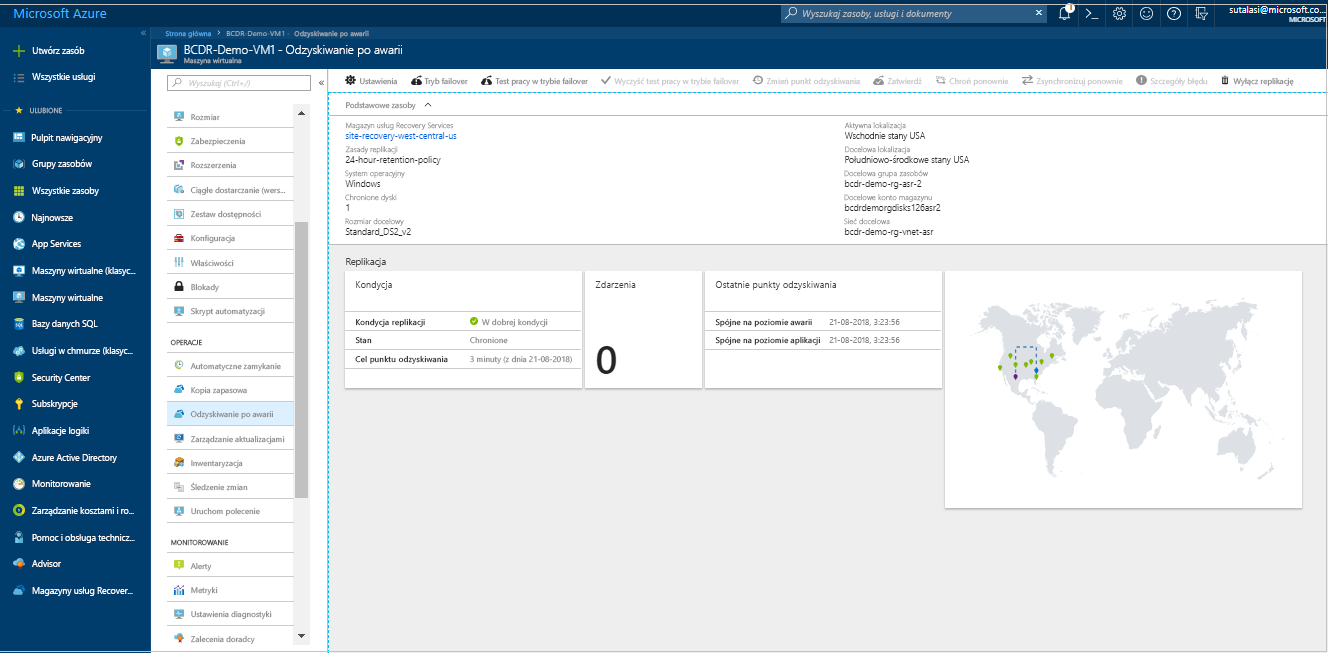 Microsoft Azure
Wyszukaj zasoby, usługi i dokumenty
1
sutalasi@microsoft.co...
MICROSOFT
Utwórz zasób
Wszystkie usługi
ULUBIONE
Pulpit nawigacyjny
Grupy zasobów
Wszystkie zasoby
Najnowsze
App Services
Maszyny wirtualne (klasyc...
Maszyny wirtualne
Bazy danych SQL
Usługi w chmurze (klasyc...
Security Center
Subskrypcje
Aplikacje logiki
Azure Active Directory
Monitorowanie
Zarządzanie kosztami i ro...
Pomoc i obsługa technicz...
Advisor
Magazyny usług Recover...
Strona główna > BCDR-Demo-VM1 - Odzyskiwanie po awarii
BCDR-Demo-VM1 - Odzyskiwanie po awarii
Maszyna wirtualna
Wyszukaj (Ctrl+/)
Rozmiar
Zabezpieczenia
Rozszerzenia
Ciągłe dostarczanie (wers...
Zestaw dostępności
Konfiguracja
Właściwości
Blokady
Skrypt automatyzacji
OPERACJE
Automatyczne zamykanie
Kopia zapasowa
Odzyskiwanie po awarii
Zarządzanie aktualizacjami
Inwentaryzacja
Śledzenie zmian
Uruchom polecenie
MONITOROWANIE
Alerty
Metryki
Ustawienia diagnostyki
Zalecenia doradcy
Ustawienia
Tryb failover
Test pracy w trybie failover
Wyczyść test pracy w trybie failover
Zmień punkt odzyskiwania
Zatwierdź
Chroń ponownie
Zsynchronizuj ponownie
Szczegóły błędu
Wyłącz replikację
Podstawowe zasoby
Magazyn usług Recovery Services
site-recovery-west-central-us
Zasady replikacji
24-hour-retention-policy
System operacyjny
Windows
Chronione dyski
1
Rozmiar docelowy
Standard_DS2_v2
Aktywna lokalizacja
Wschodnie stany USA
Docelowa lokalizacja
Południowo-środkowe stany USA
Docelowa grupa zasobów
bcdr-demo-rg-asr-2
Docelowe konto magazynu
bcdrdemorgdisks126asr2
Sieć docelowa
bcdr-demo-rg-vnet-asr
Replikacja
Kondycja
Kondycja replikacji W dobrej kondycji
Stan Chronione
Cel punktu odzyskiwania 3 minuty (z dnia 21-08-2018)
Zdarzenia
0
Ostatnie punkty odzyskiwania
Spójne na poziomie awarii 21-08-2018, 3:23:56
Spójne na poziomie aplikacji 21-08-2018, 3:23:56